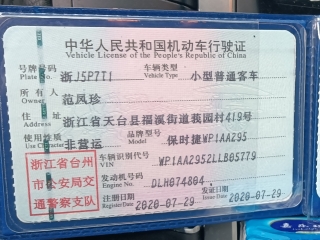 中华人民共和国机动车行驶证
Vehicle License of the People's Republic of China
号牌号码 浙J5P7T1 车辆类型 小型普通客车
Plate No. Vehicle Type
所有人 范凤珍
Owner
住址 浙江省天台县福溪街道莪园村419号
Address
使用性质 非营运 品牌型号 保时捷WP1AA295
Use Character Model
浙江省台州
市公安局交
通警察支队
车辆识别代号 WP1AA2952LLB05779
VIN
发动机号码 DLH074804
Engine No.
注册日期 2020-07-29 发证日期 2020-07-29
Register Date Issue Date